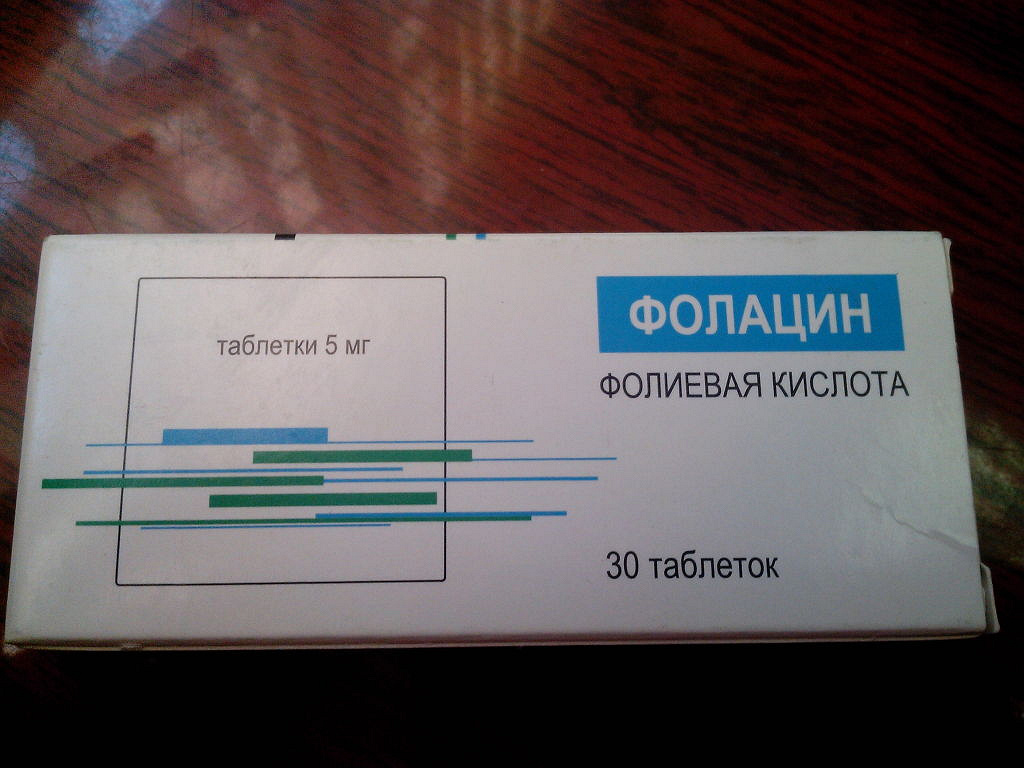 таблетки 5 мг
ФОЛАЦИН
ФОЛИЕВАЯ КИСЛОТА
30 таблеток